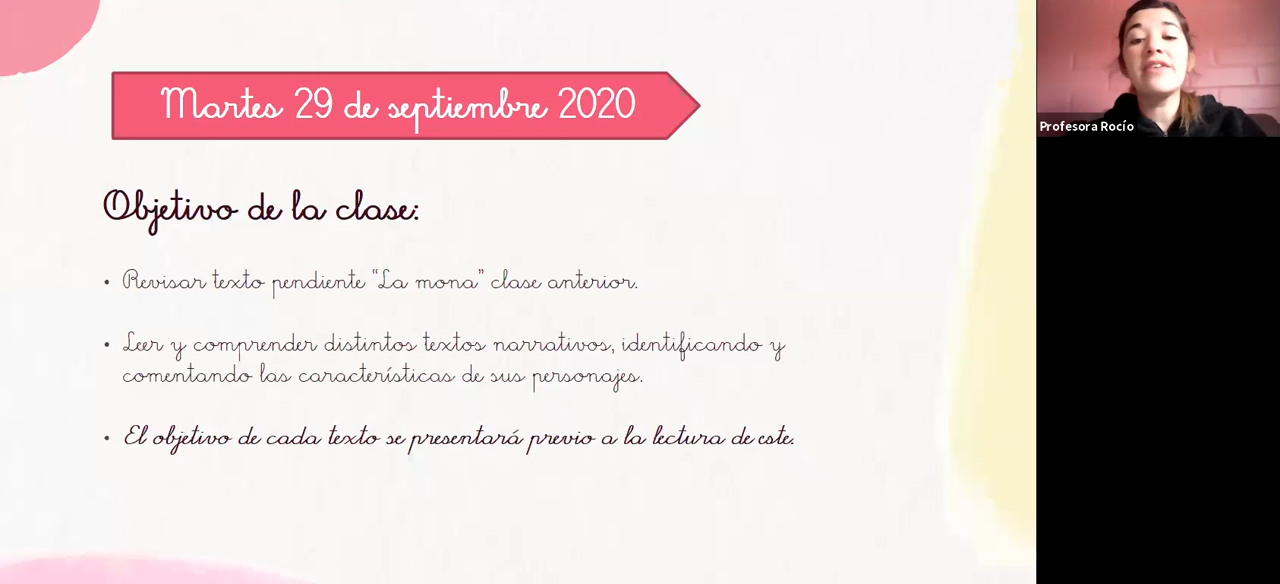 Martes 29 de septiembre 2020
Objetivo de la clase:
• Revisar texto pendiente “La mona” clase anterior.
• Leer y comprender distintos textos narrativos, identificando y
comentando las características de sus personajes.
• El objetivo de cada texto se presentará previo a la lectura de este.
Profesora Rocío